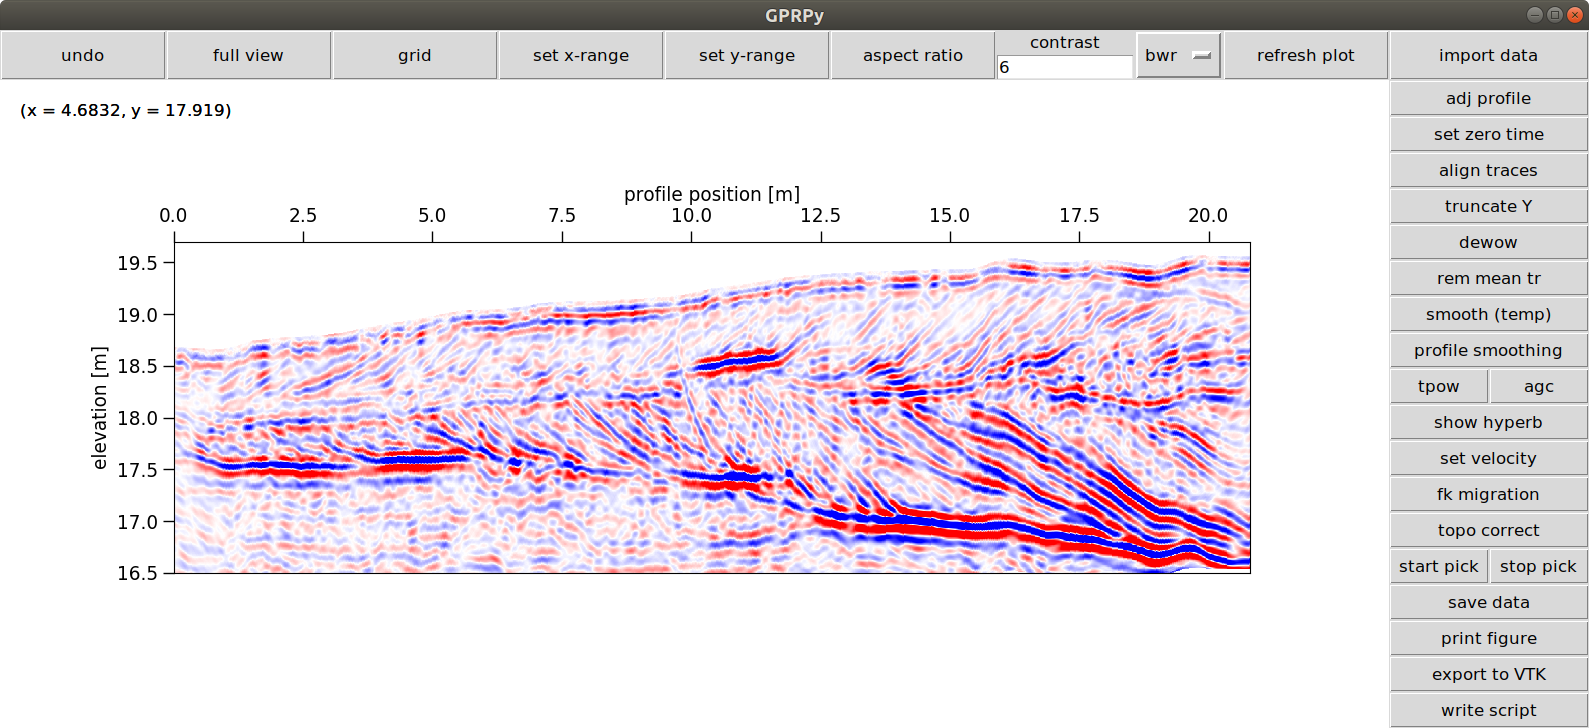 GPRPy
undo
full view
grid
set x-range
set y-range
aspect ratio
contrast
6
bwr
refresh plot
import data
(x = 4.6832, y = 17.919)
adj profile
set zero time
align traces
truncate Y
dewow
rem mean tr
smooth (temp)
profile smoothing
tpow
agc
show hyperb
set velocity
fk migration
topo correct
start pick
stop pick
save data
print figure
export to VTK
write script
profile position [m]
0.0 2.5 5.0 7.5 10.0 12.5 15.0 17.5 20.0
elevation [m]
19.5
19.0
18.5
18.0
17.5
17.0
16.5